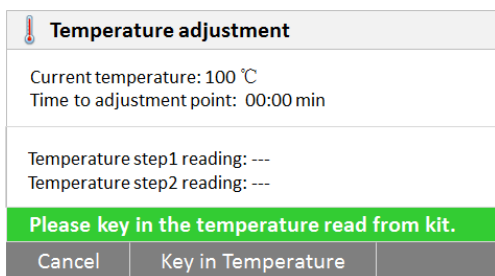 Temperature adjustment
Current temperature: 100 ℃
Time to adjustment point: 00:00 min
Temperature step1 reading: ---
Temperature step2 reading: ---
Please key in the temperature read from kit.
Cancel Key in Temperature